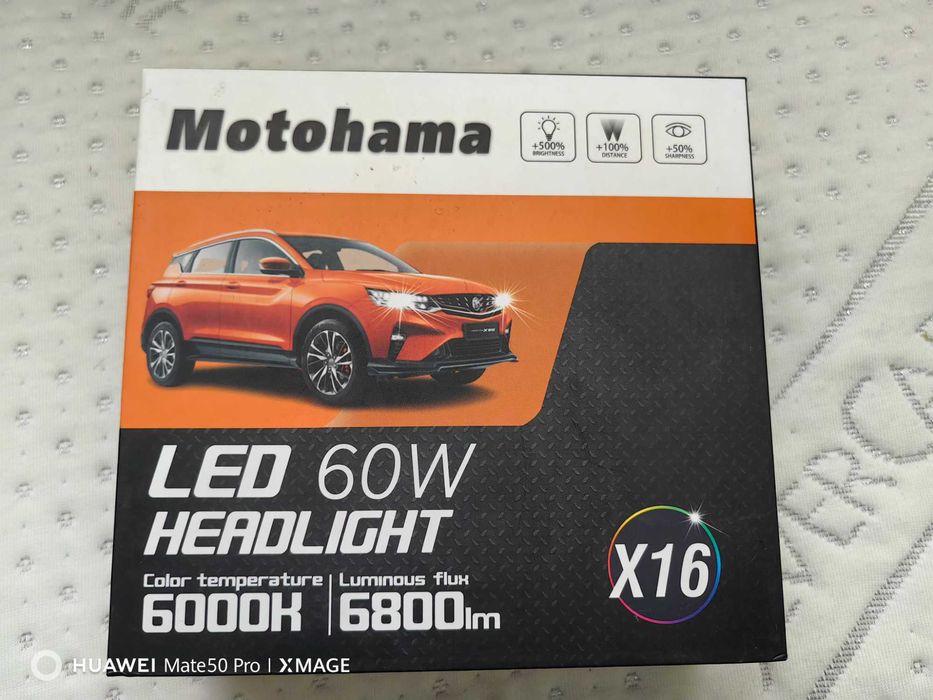 Motohama
+500%
BRIGHTNESS
+100%
DISTANCE
+50%
SHARPNESS
LED 60W
HEADLIGHT
Color temperature
6000K
Luminous flux
6800lm
X16
HUAWEI Mate50 Pro | XMAGE